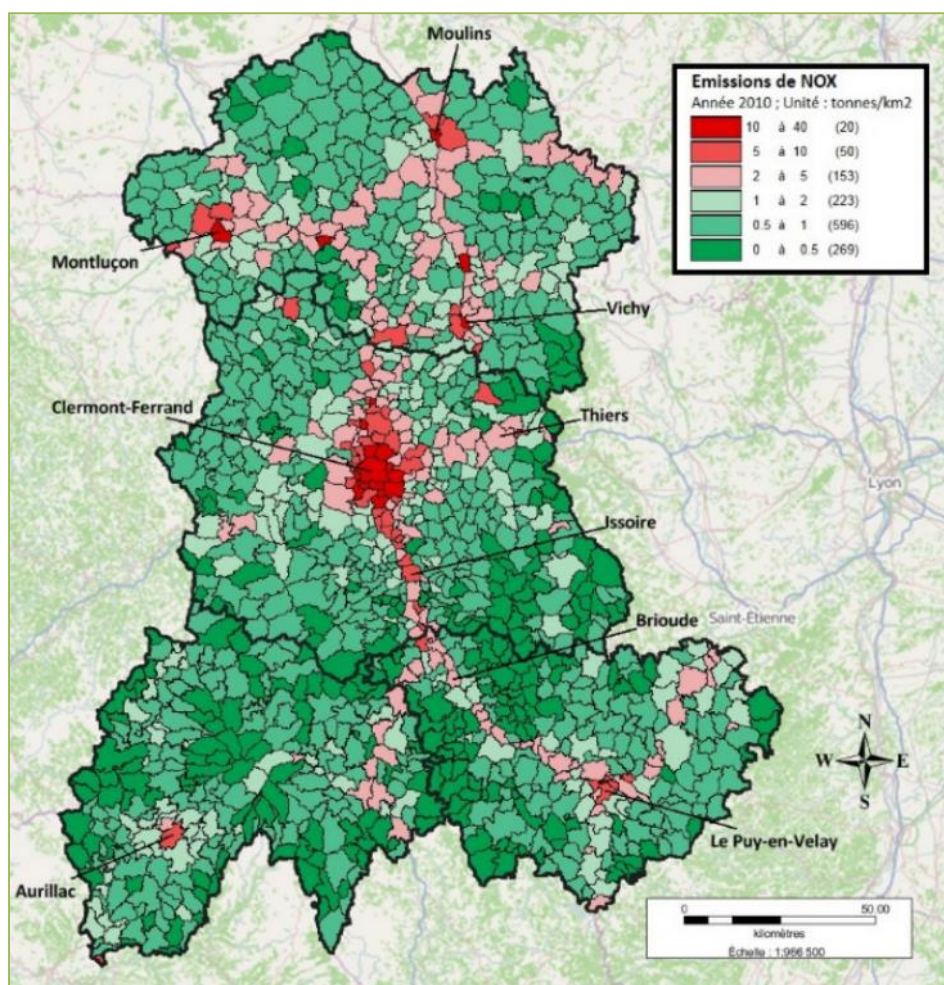 Moulins
Emissions de NOX
Année 2010 ; Unité : tonnes/km2
10 à 40 (20)
5 à 10 (50)
2 à 5 (153)
1 à 2 (223)
0.5 à 1 (596)
0 à 0.5 (269)
Montluçon
Vichy
Clermont-Ferrand
Thiers
Lyon
Issoire
Brioude
Saint-Étienne
N
W E
S
Le Puy-en-Velay
Aurillac
0 50.00
kilomètres
Échelle : 1:966 500